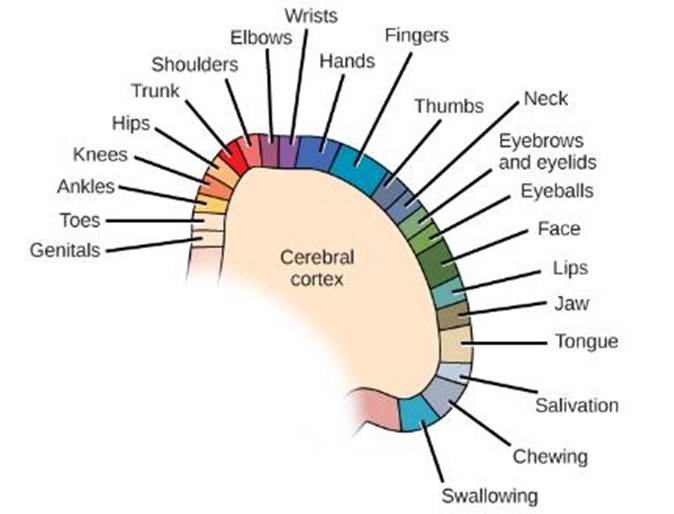 Wrists
Elbows
Fingers
Shoulders
Hands
Trunk
Thumbs
Neck
Hips
Eyebrows
and eyelids
Knees
Ankles
Eyeballs
Toes
Face
Genitals
Cerebral
cortex
Lips
Jaw
Tongue
Salivation
Chewing
Swallowing